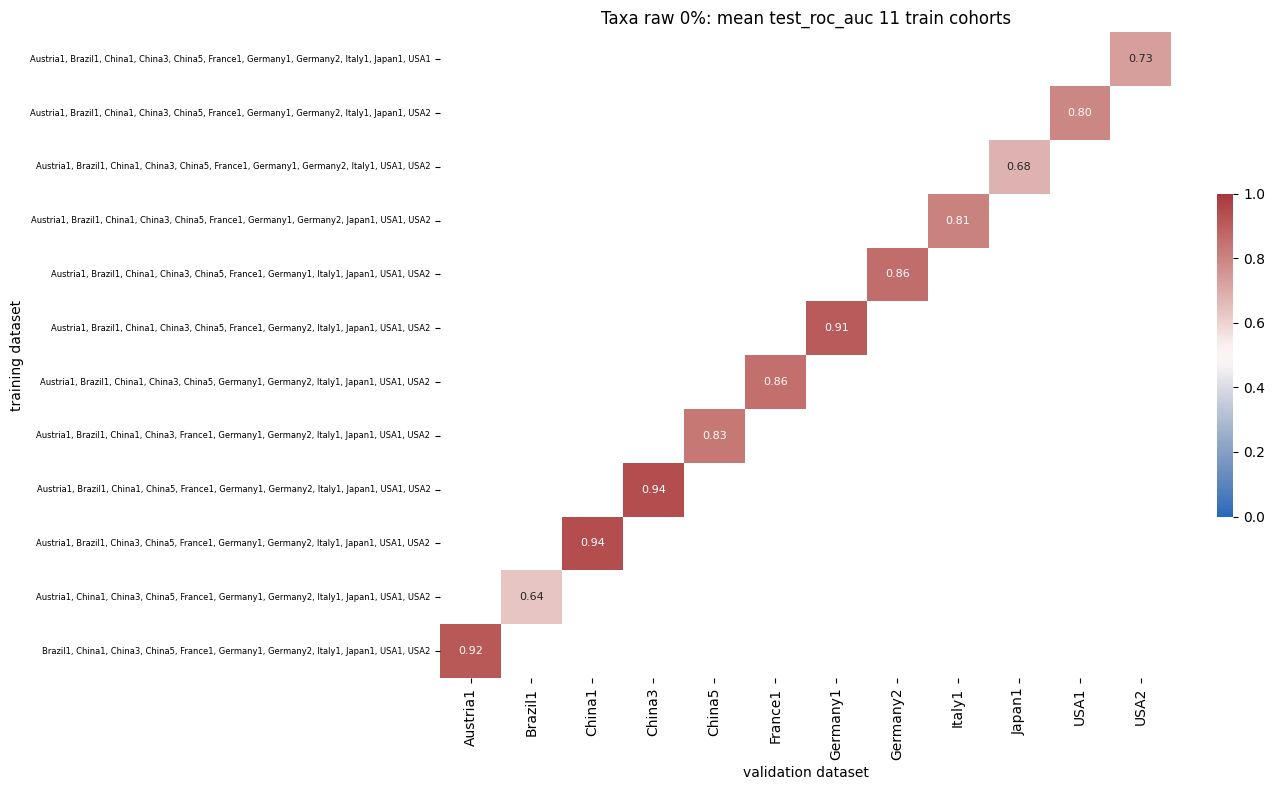 Taxa raw 0%: mean test_roc_auc 11 train cohorts
training dataset
Austria1, Brazil1, China1, China3, China5, France1, Germany1, Germany2, Italy1, Japan1, USA1
0.73
Austria1, Brazil1, China1, China3, China5, France1, Germany1, Germany2, Italy1, Japan1, USA2
0.80
Austria1, Brazil1, China1, China3, China5, France1, Germany1, Germany2, Italy1, USA1, USA2
0.68
Austria1, Brazil1, China1, China3, China5, France1, Germany1, Germany2, Japan1, USA1, USA2
0.81
Austria1, Brazil1, China1, China3, China5, France1, Germany1, Italy1, Japan1, USA1, USA2
0.86
Austria1, Brazil1, China1, China3, China5, France1, Germany2, Italy1, Japan1, USA1, USA2
0.91
Austria1, Brazil1, China1, China3, China5, Germany1, Germany2, Italy1, Japan1, USA1, USA2
0.86
Austria1, Brazil1, China1, China3, France1, Germany1, Germany2, Italy1, Japan1, USA1, USA2
0.83
Austria1, Brazil1, China1, China5, France1, Germany1, Germany2, Italy1, Japan1, USA1, USA2
0.94
Austria1, Brazil1, China3, China5, France1, Germany1, Germany2, Italy1, Japan1, USA1, USA2
0.94
Austria1, China1, China3, China5, France1, Germany1, Germany2, Italy1, Japan1, USA1, USA2
0.64
Brazil1, China1, China3, China5, France1, Germany1, Germany2, Italy1, Japan1, USA1, USA2
0.92
Austria1
Brazil1
China1
China3
China5
France1
Germany1
Germany2
Italy1
Japan1
USA1
USA2
validation dataset
1.0
0.8
0.6
0.4
0.2
0.0